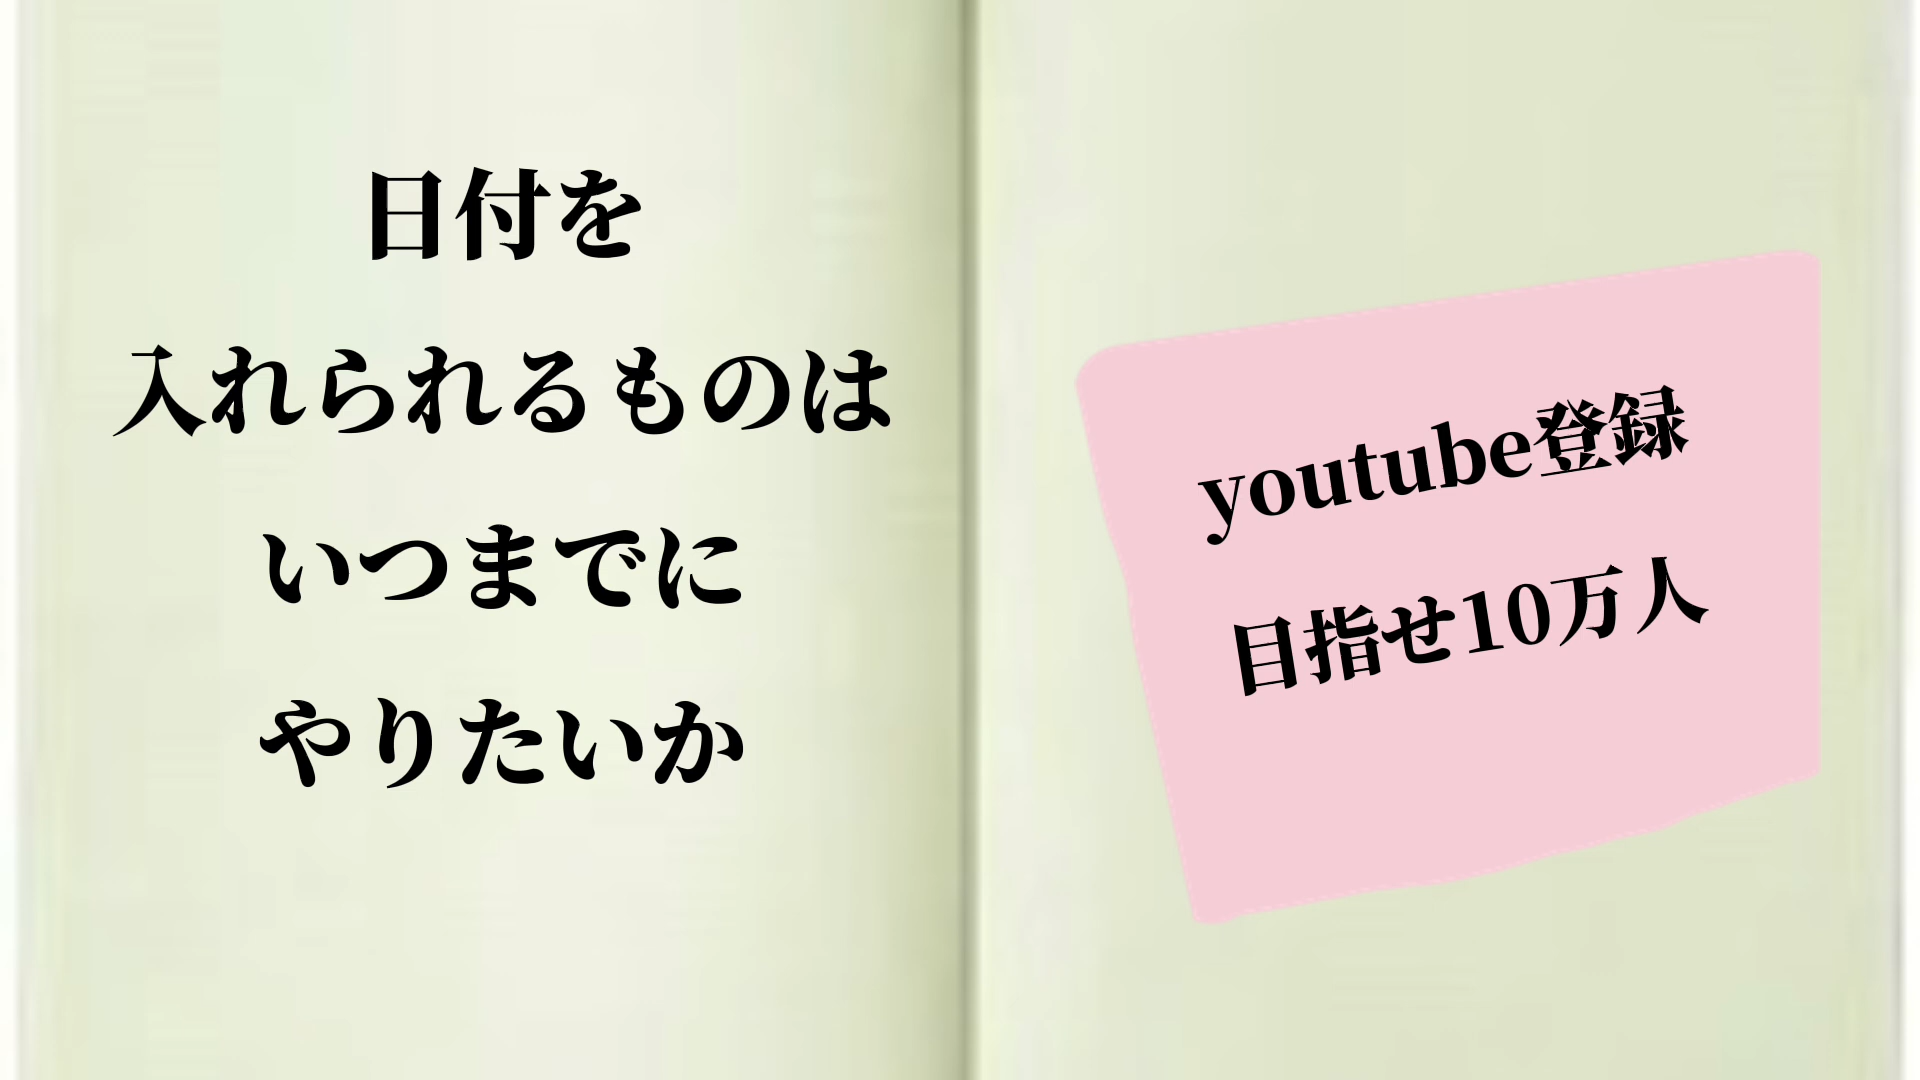 日付を
入れられるものは
いつまでに
やりたいか
youtube登録
目指せ10万人